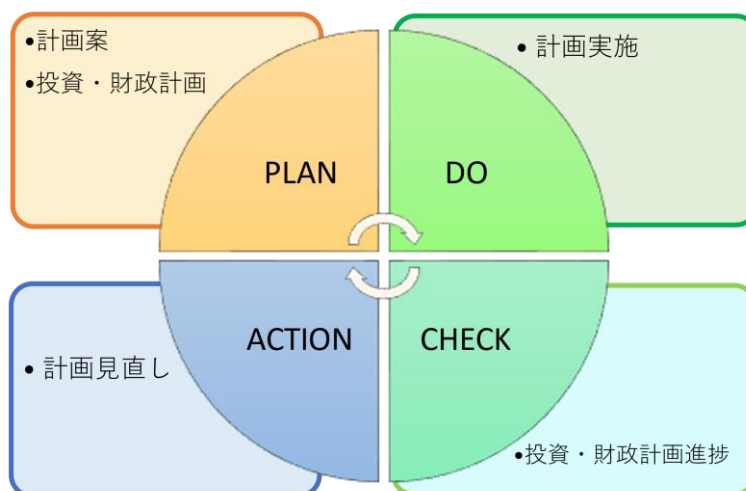 •計画案
•投資・財政計画
• 計画実施
PLAN
DO
ACTION
CHECK
• 計画見直し
•投資・財政計画進捗